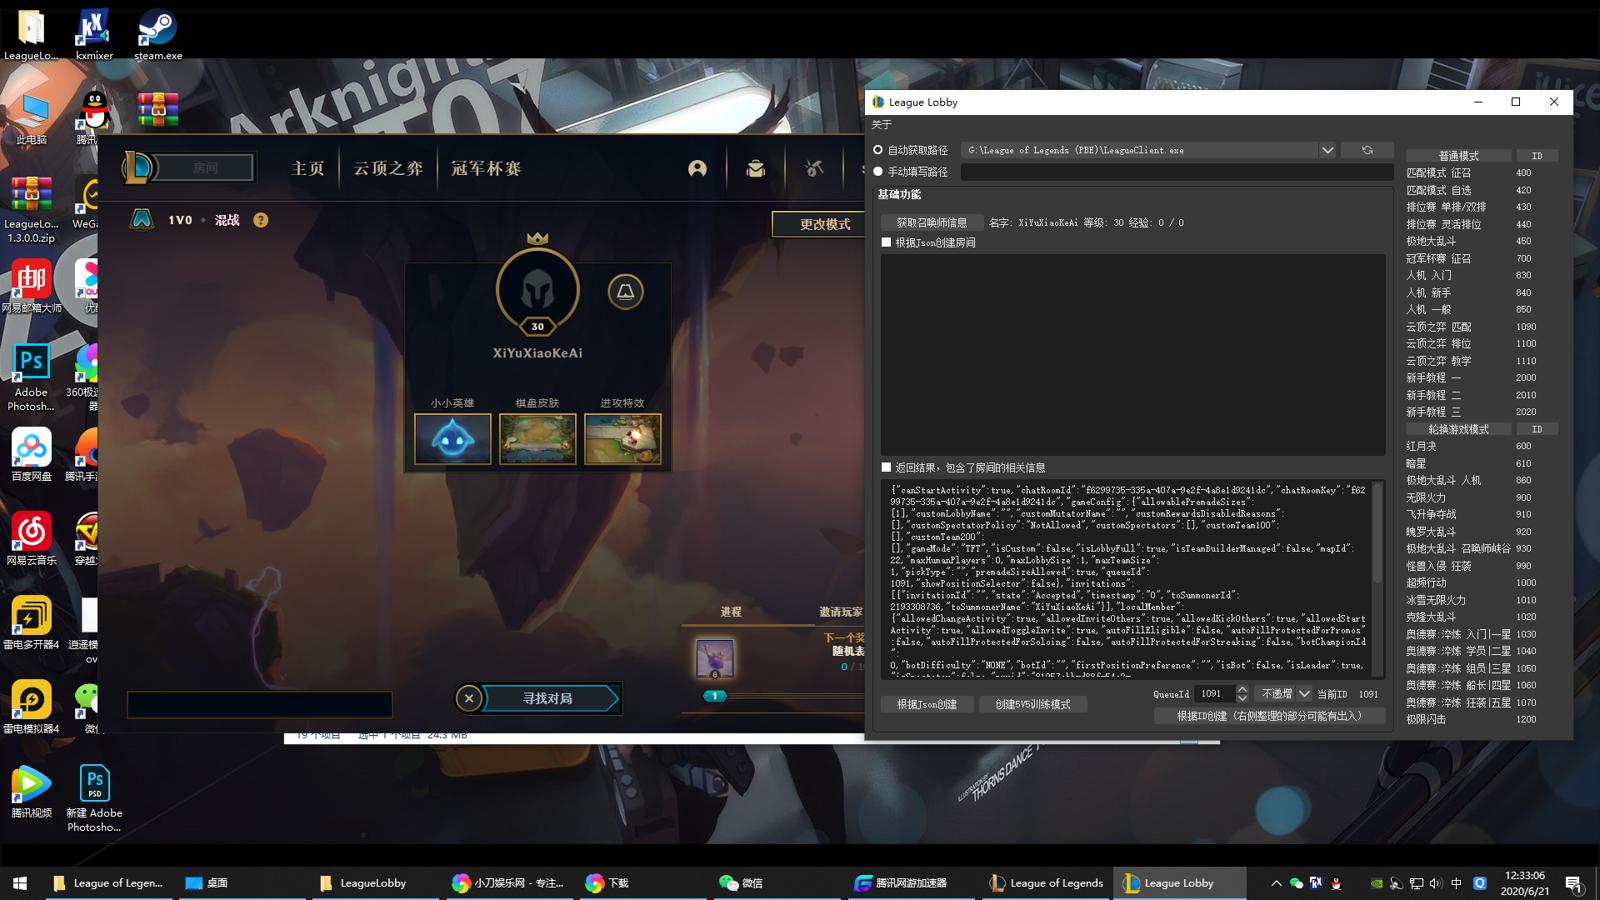 LeagueLo...
kxmixer
steam.exe
此电脑
LeagueLo...
1.3.0.0.zip
网易邮箱大师
Adobe
Photosh...
百度网盘
网易云音乐
雷电多开器4
雷电模拟器4
腾讯视频
新建 Adobe
Photosho...
房间
主页
云顶之弈
冠军杯赛
1V0 • 混战
?
更改模式
30
XiYuXiaoKeAi
小小英雄
棋盘皮肤
进攻特效
进程
邀请玩家
1
寻找对局
19 个项目 选中 1 个项目 24.3 MB
ILLUSTRATION BY
THORNS DANCE TO
League Lobby
关于
自动获取路径
G:\League of Legends (PBE)\LeagueClient.exe
手动填写路径
基础功能
获取召唤师信息
名字: XiYuXiaoKeAi 等级: 30 经验: 0 / 0
根据Json创建房间
返回结果，包含了房间的相关信息
{"canStartActivity":true,"chatRoomId":"f6299735-335a-407a-9e2f-4a8e1d9241dc","chatRoomKey":"f62
99735-335a-407a-9e2f-4a8e1d9241dc","gameConfig":{"allowablePremadeSizes":
[1],"customLobbyName":"","customMutatorName":"","customRewardsDisabledReasons":
[],"customSpectatorPolicy":"NotAllowed","customSpectators":[],"customTeam100":
[],"customTeam200":
[],"gameMode":"TFT","isCustom":false,"isLobbyFull":true,"isTeamBuilderManaged":false,"mapId":
22,"maxHumanPlayers":0,"maxLobbySize":1,"maxTeamSize":
1,"pickType":"","premadeSizeAllowed":true,"queueId":
1091,"showPositionSelector":false},"invitations":
[{"invitationId":"","state":"Accepted","timestamp":"0","toSummonerId":
2193308736,"toSummonerName":"XiYuXiaoKeAi"}],"localMember":
{"allowedChangeActivity":true,"allowedInviteOthers":true,"allowedKickOthers":true,"allowedStart
Activity":true,"allowedToggleInvite":true,"autoFillEligible":false,"autoFillProtectedForPromos"
:false,"autoFillProtectedForSoloing":false,"autoFillProtectedForStreaking":false,"botChampionId
":
0,"botDifficulty":"NONE","botId":"","firstPositionPreference":"","isBot":false,"isLeader":true,
根据Json创建
创建5V5训练模式
QueueId 1091 不递增 当前ID 1091
根据ID创建（右侧整理的部分可能有出入）
普通模式 ID
匹配模式 征召 400
匹配模式 自选 420
排位赛 单排/双排 430
排位赛 灵活排位 440
极地大乱斗 450
冠军杯赛 征召 700
人机 入门 830
人机 新手 840
人机 一般 850
云顶之弈 匹配 1090
云顶之弈 排位 1100
云顶之弈 教学 1110
新手教程 一 2000
新手教程 二 2010
新手教程 三 2020
轮换游戏模式 ID
红月决 600
暗星 610
极地大乱斗 人机 860
无限火力 900
飞升争夺战 910
魄罗大乱斗 920
极地大乱斗 召唤师峡谷 930
怪兽入侵 狂袭 990
超频行动 1000
冰雪无限火力 1010
克隆大乱斗 1020
奥德赛:淬炼 入门|一星 1030
奥德赛:淬炼 学员|二星 1040
奥德赛:淬炼 组员|三星 1050
奥德赛:淬炼 船长|四星 1060
奥德赛:淬炼 狂袭|五星 1070
极限闪击 1200
League of Legen...
桌面
LeagueLobby
小刀娱乐网 - 专注...
下载
微信
腾讯网游加速器
League of Legends
League Lobby
中
12:33:06
2020/6/21